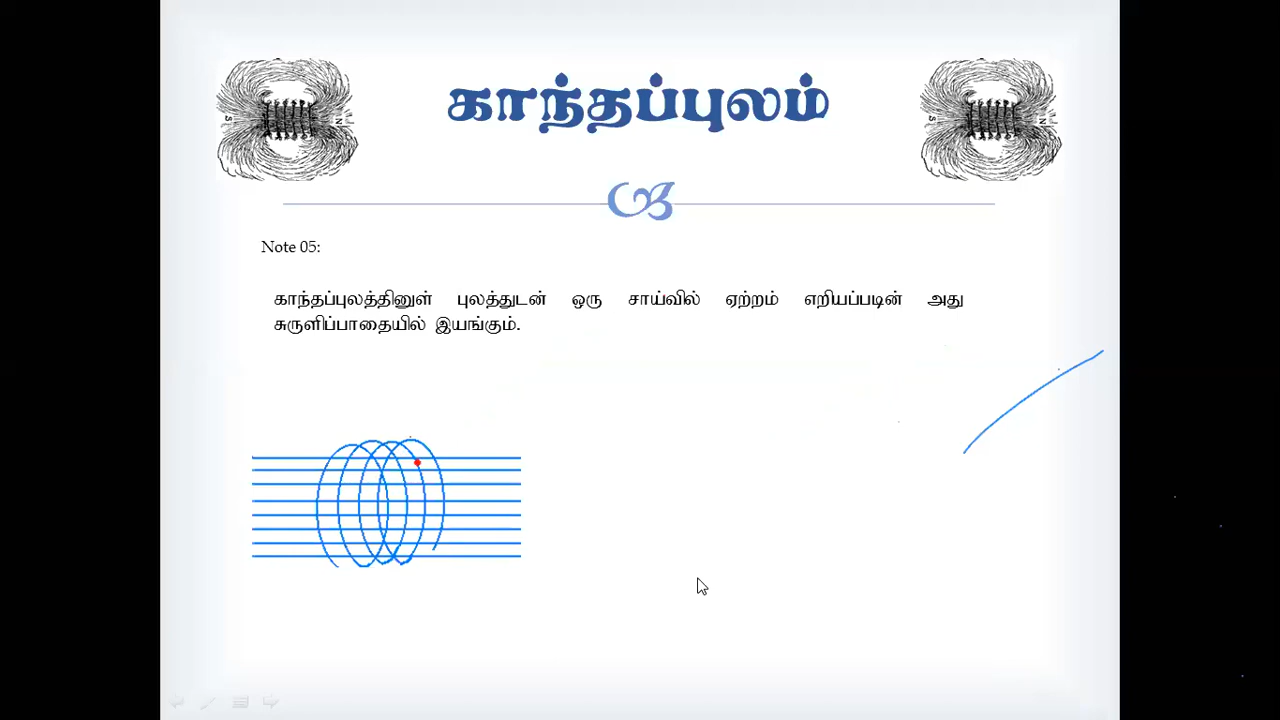 காந்தப்புலம்
Note 05:
காந்தப்புலத்தினுள் புலத்துடன் ஒரு சாய்வில் ஏற்றம் எறியப்படின் அது
சுருளிப்பாதையில் இயங்கும்.
S
N
S
N